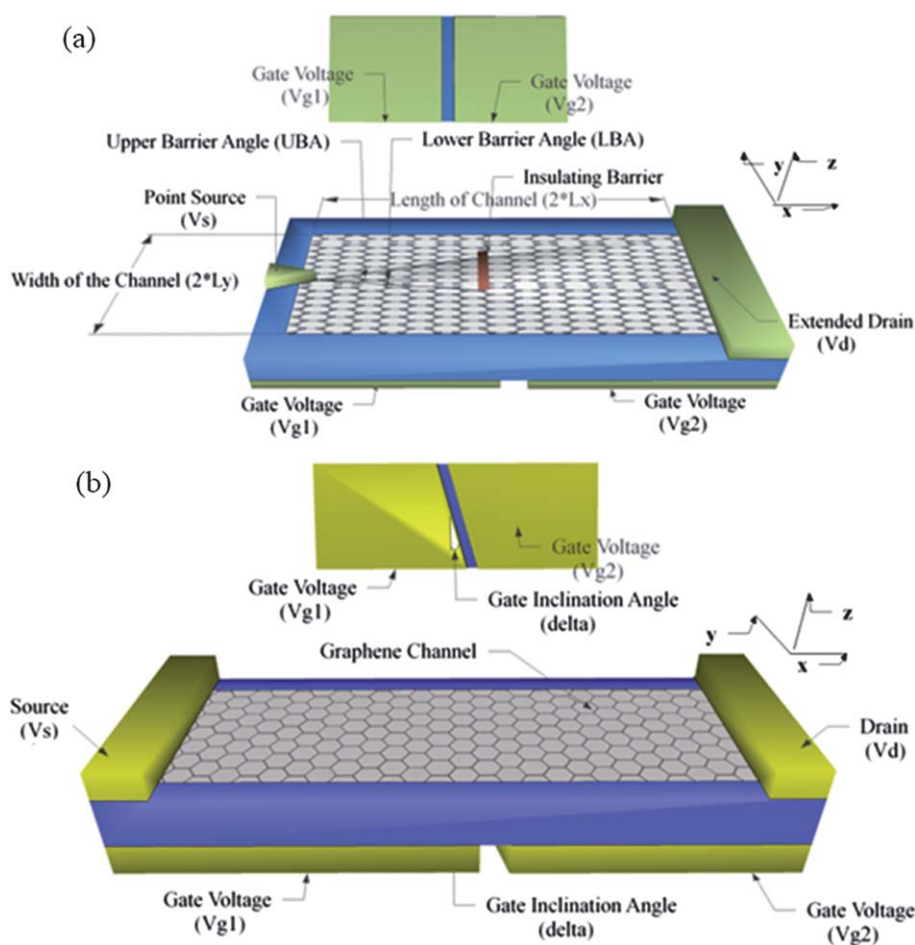 (a)
Gate Voltage
(Vg1)
Gate Voltage
(Vg2)
Upper Barrier Angle (UBA)
Lower Barrier Angle (LBA)
Insulating Barrier
Length of Channel (2*Lx)
Point Source
(Vs)
y
z
x
Width of the Channel (2*Ly)
Extended Drain
(Vd)
Gate Voltage
(Vg1)
Gate Voltage
(Vg2)
(b)
Gate Voltage
(Vg2)
Gate Voltage
(Vg1)
Gate Inclination Angle
(delta)
Graphene Channel
z
y
x
Source
(Vs)
Drain
(Vd)
Gate Voltage
(Vg1)
Gate Inclination Angle
(delta)
Gate Voltage
(Vg2)